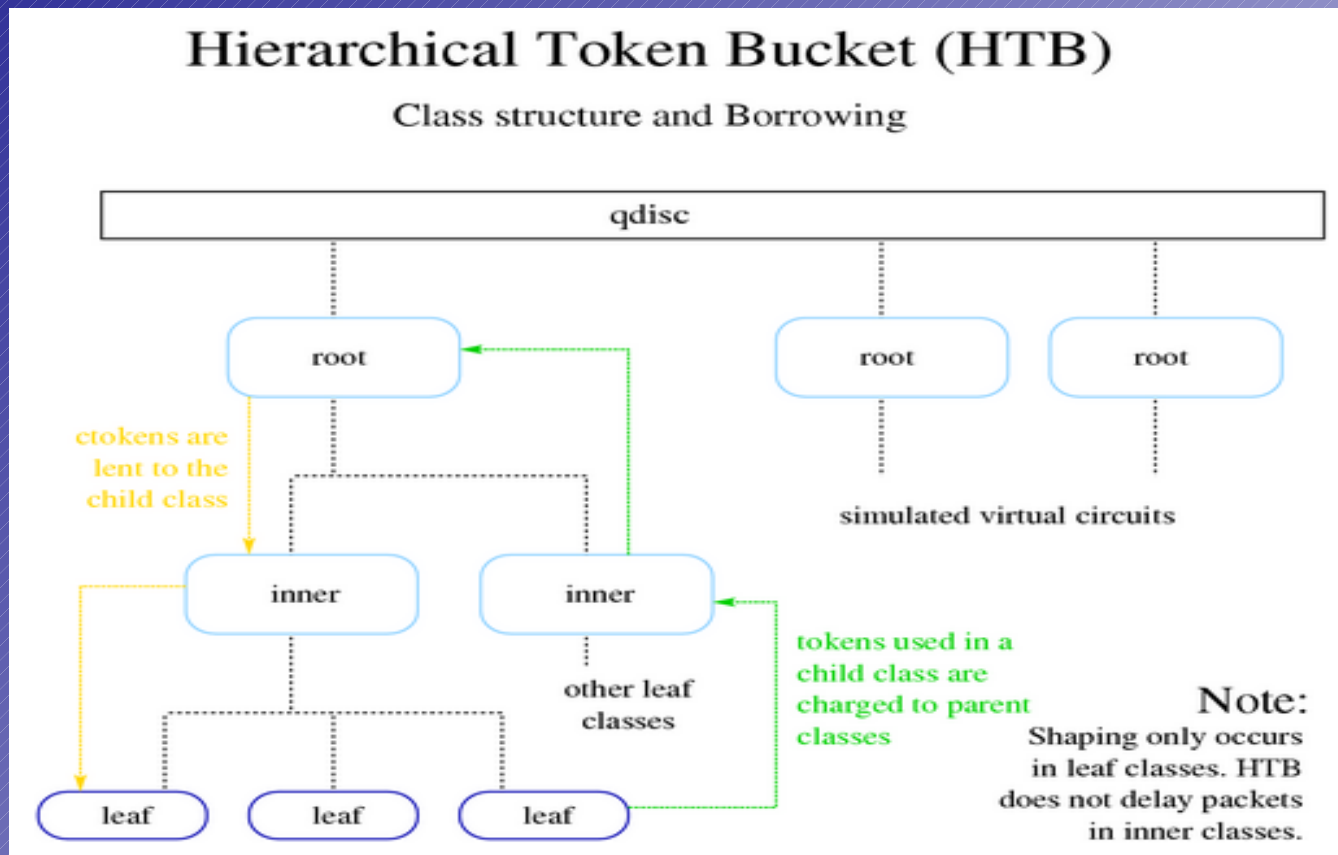 Hierarchical Token Bucket (HTB)
Class structure and Borrowing
qdisc
root
root
root
ctokens are
lent to the
child class
simulated virtual circuits
inner
inner
other leaf
classes
tokens used in a
child class are
charged to parent
classes
Note:
Shaping only occurs
in leaf classes. HTB
does not delay packets
in inner classes.
leaf
leaf
leaf